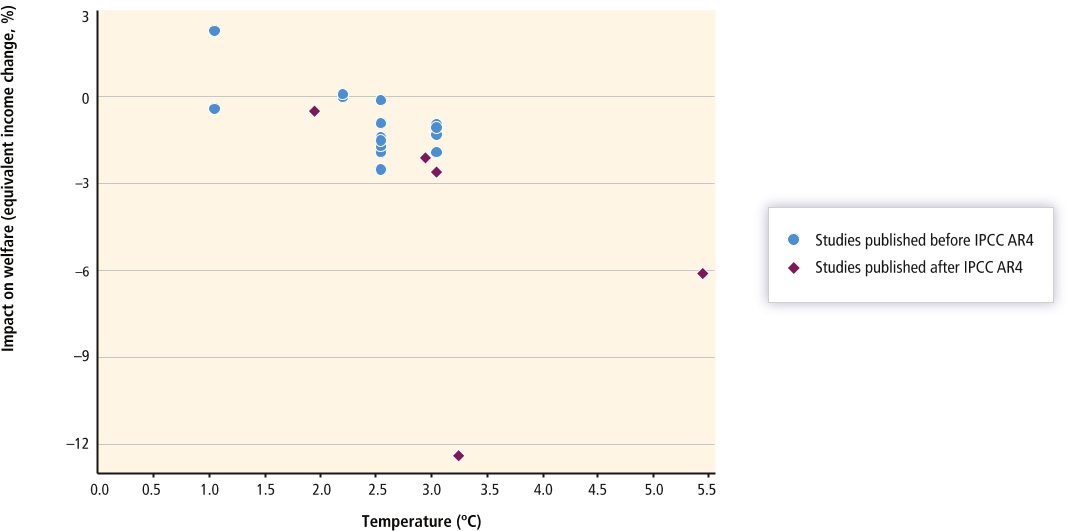 Impact on welfare (equivalent income change, %)
3
0
–3
–6
–9
–12
0.0 0.5 1.0 1.5 2.0 2.5 3.0 3.5 4.0 4.5 5.0 5.5
Temperature (ºC)
Studies published before IPCC AR4
Studies published after IPCC AR4